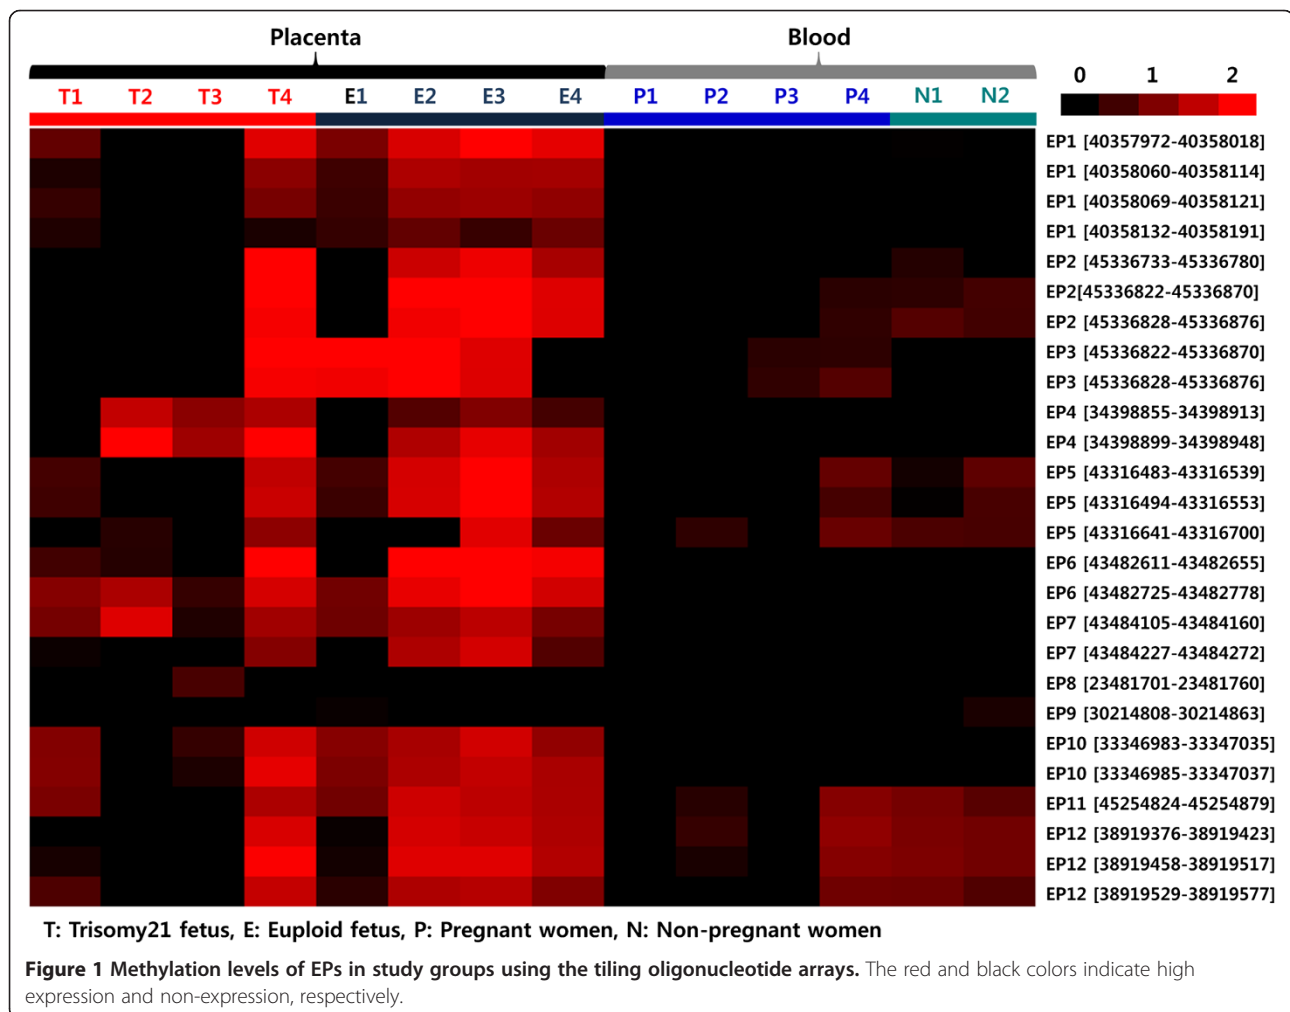 Placenta Blood
T1 T2 T3 T4 E1 E2 E3 E4 P1 P2 P3 P4 N1 N2
0 1 2
EP1 [40357972-40358018]
EP1 [40358060-40358114]
EP1 [40358069-40358121]
EP1 [40358132-40358191]
EP2 [45336733-45336780]
EP2[45336822-45336870]
EP2 [45336828-45336876]
EP3 [45336822-45336870]
EP3 [45336828-45336876]
EP4 [34398855-34398913]
EP4 [34398899-34398948]
EP5 [43316483-43316539]
EP5 [43316494-43316553]
EP5 [43316641-43316700]
EP6 [43482611-43482655]
EP6 [43482725-43482778]
EP7 [43484105-43484160]
EP7 [43484227-43484272]
EP8 [23481701-23481760]
EP9 [30214808-30214863]
EP10 [33346983-33347035]
EP10 [33346985-33347037]
EP11 [45254824-45254879]
EP12 [38919376-38919423]
EP12 [38919458-38919517]
EP12 [38919529-38919577]
T: Trisomy21 fetus, E: Euploid fetus, P: Pregnant women, N: Non-pregnant women
Figure 1 Methylation levels of EPs in study groups using the tiling oligonucleotide arrays. The red and black colors indicate high
expression and non-expression, respectively.